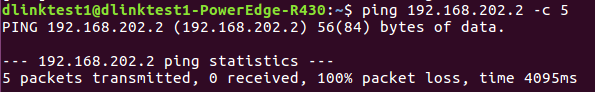 dlinktest1@dlinktest1-PowerEdge-R430:~$ ping 192.168.202.2 -c 5
PING 192.168.202.2 (192.168.202.2) 56(84) bytes of data.
--- 192.168.202.2 ping statistics ---
5 packets transmitted, 0 received, 100% packet loss, time 4095ms